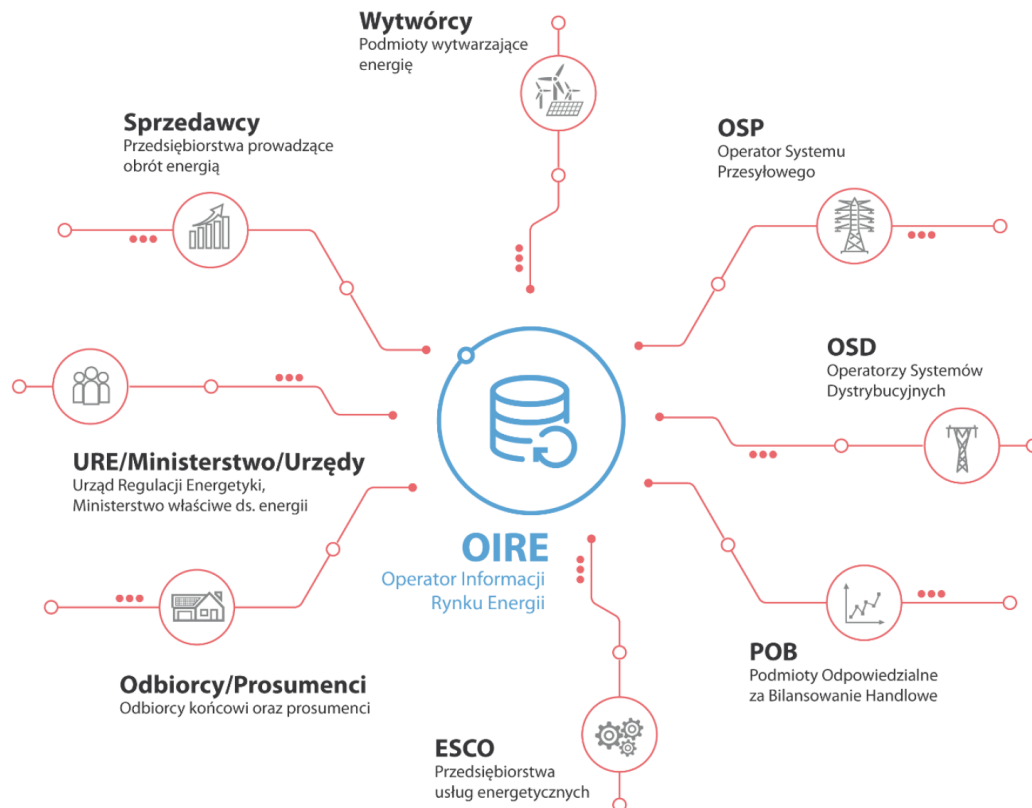 Wytwórcy
Podmioty wytwarzające
energię
Sprzedawcy
Przedsiębiorstwa prowadzące
obrót energią
OSP
Operator Systemu
Przesyłowego
OSD
Operatorzy Systemów
Dystrybucyjnych
URE/Ministerstwo/Urzędy
Urząd Regulacji Energetyki,
Ministerstwo właściwe ds. energii
OIRE
Operator Informacji
Rynku Energii
POB
Podmioty Odpowiedzialne
za Bilansowanie Handlowe
Odbiorcy/Prosumenci
Odbiorcy końcowi oraz prosumenci
ESCO
Przedsiębiorstwa
usług energetycznych